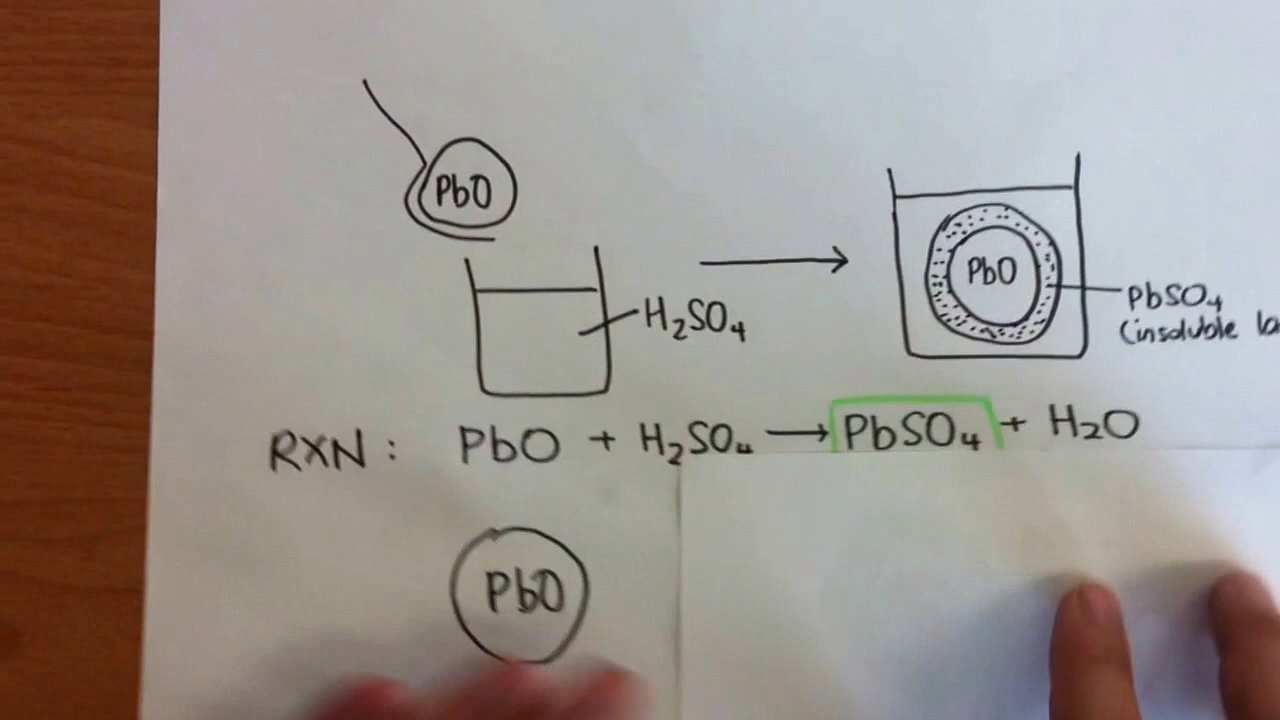 PbO
H₂SO₄
PbO
PbSO₄
(insoluble
RXN : PbO + H₂SO₄ → PbSO₄ + H₂O
PbO